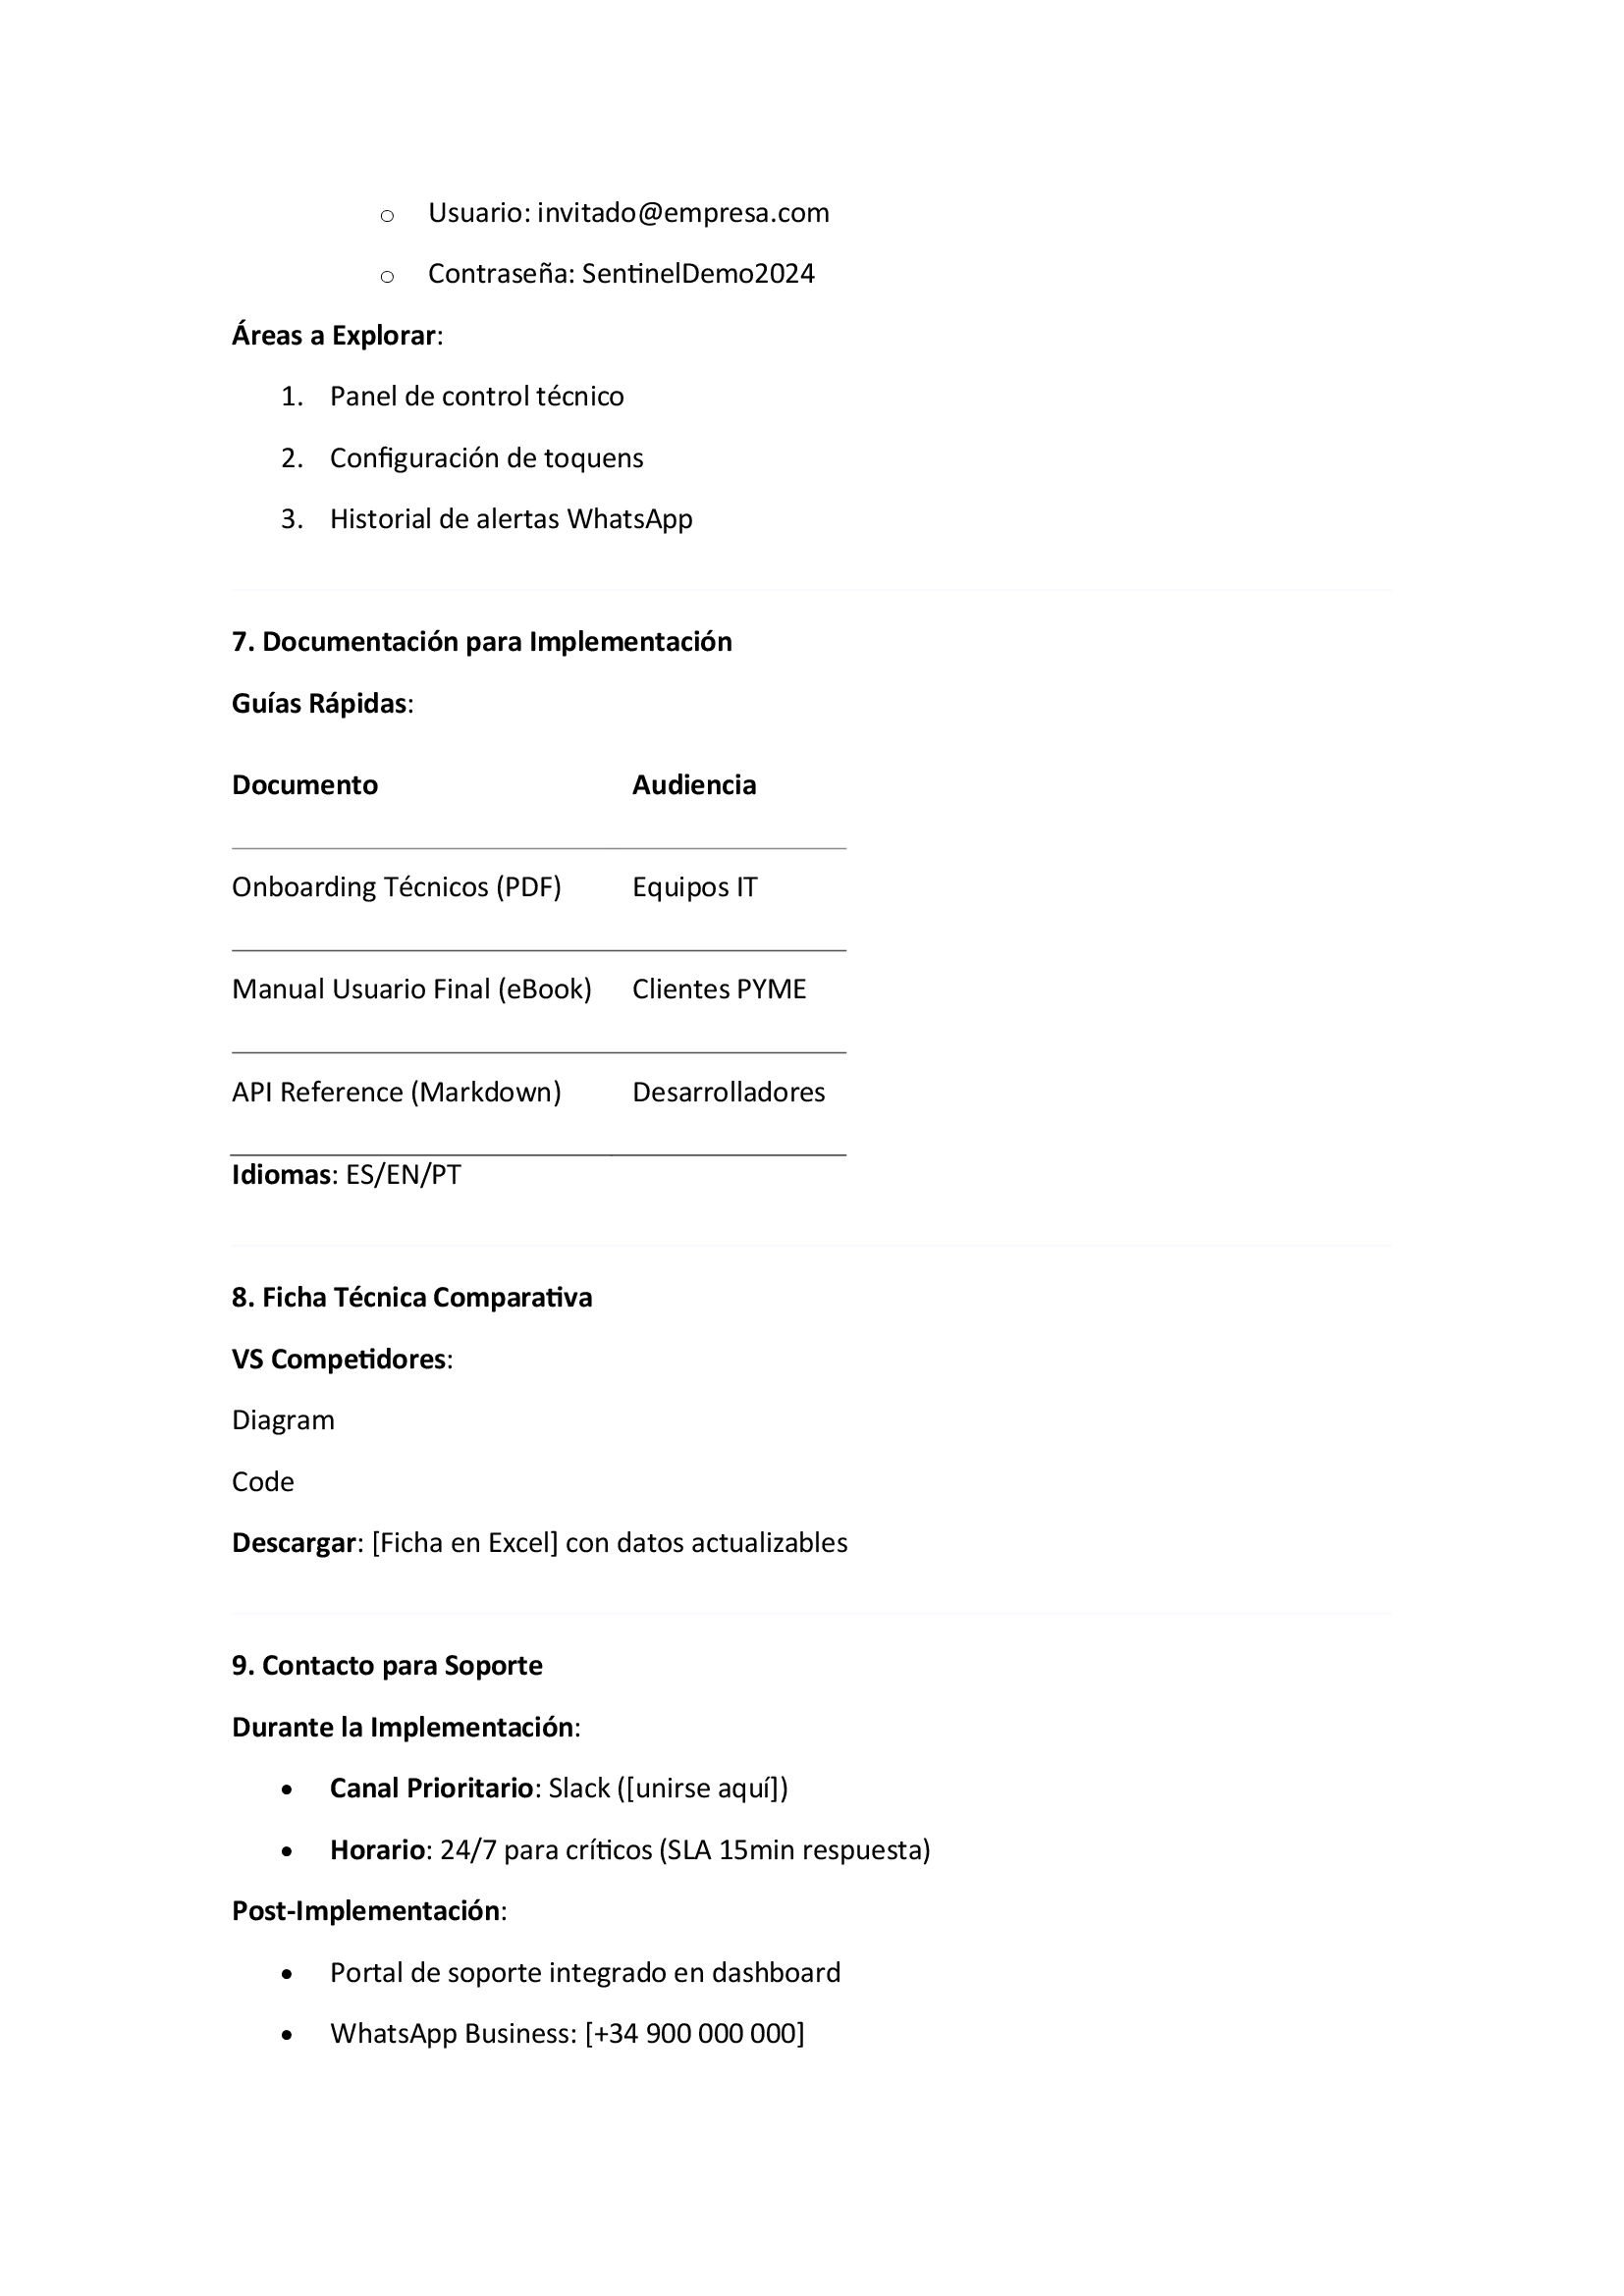 ○ Usuario: invitado@empresa.com
○ Contraseña: SentinelDemo2024
Áreas a Explorar:
1. Panel de control técnico
2. Configuración de toquens
3. Historial de alertas WhatsApp
7. Documentación para Implementación
Guías Rápidas:
Documento Audiencia
Onboarding Técnicos (PDF) Equipos IT
Manual Usuario Final (eBook) Clientes PYME
API Reference (Markdown) Desarrolladores
Idiomas: ES/EN/PT
8. Ficha Técnica Comparativa
VS Competidores:
Diagram
Code
Descargar: [Ficha en Excel] con datos actualizables
9. Contacto para Soporte
Durante la Implementación:
• Canal Prioritario: Slack ([unirse aquí])
• Horario: 24/7 para críticos (SLA 15min respuesta)
Post-Implementación:
• Portal de soporte integrado en dashboard
• WhatsApp Business: [+34 900 000 000]